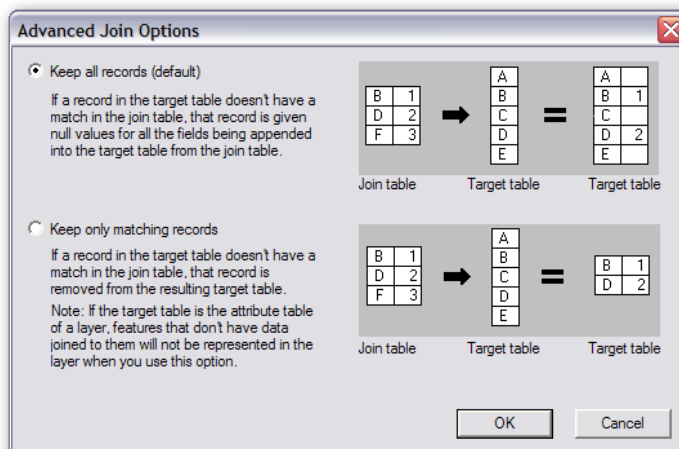 Advanced Join Options
Keep all records (default)
If a record in the target table doesn't have a
match in the join table, that record is given
null values for all the fields being appended
into the target table from the join table.
B 1
D 2
F 3
A
B
C
D
E
A
B 1
C
D 2
E
Join table
Target table
Target table
Keep only matching records
If a record in the target table doesn't have a
match in the join table, that record is
removed from the resulting target table.
Note: If the target table is the attribute table
of a layer, features that don't have data
joined to them will not be represented in the
layer when you use this option.
B 1
D 2
F 3
A
B
C
D
E
B 1
D 2
Join table
Target table
Target table
OK
Cancel